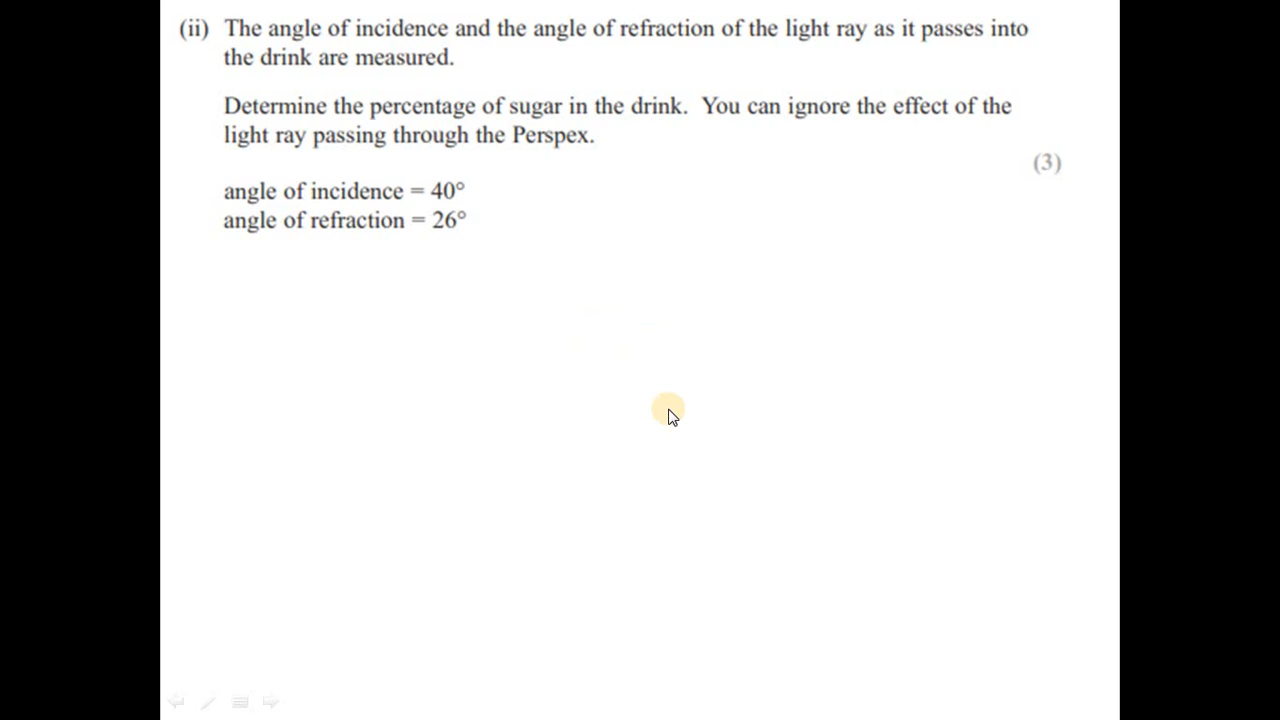 (ii) The angle of incidence and the angle of refraction of the light ray as it passes into
the drink are measured.
Determine the percentage of sugar in the drink. You can ignore the effect of the
light ray passing through the Perspex.
(3)
angle of incidence = 40°
angle of refraction = 26°